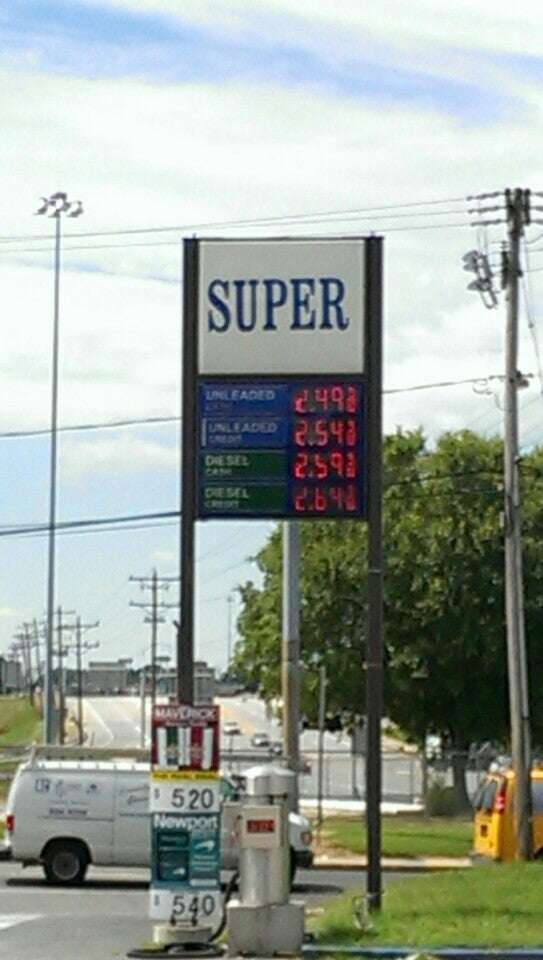 SUPER
UNLEADED 2.49
CASH
UNLEADED 2.54
CREDIT
DIESEL 2.59
CASH
DIESEL 2.64
CREDIT
MAVERICK
$ 520
Newport
$ 540